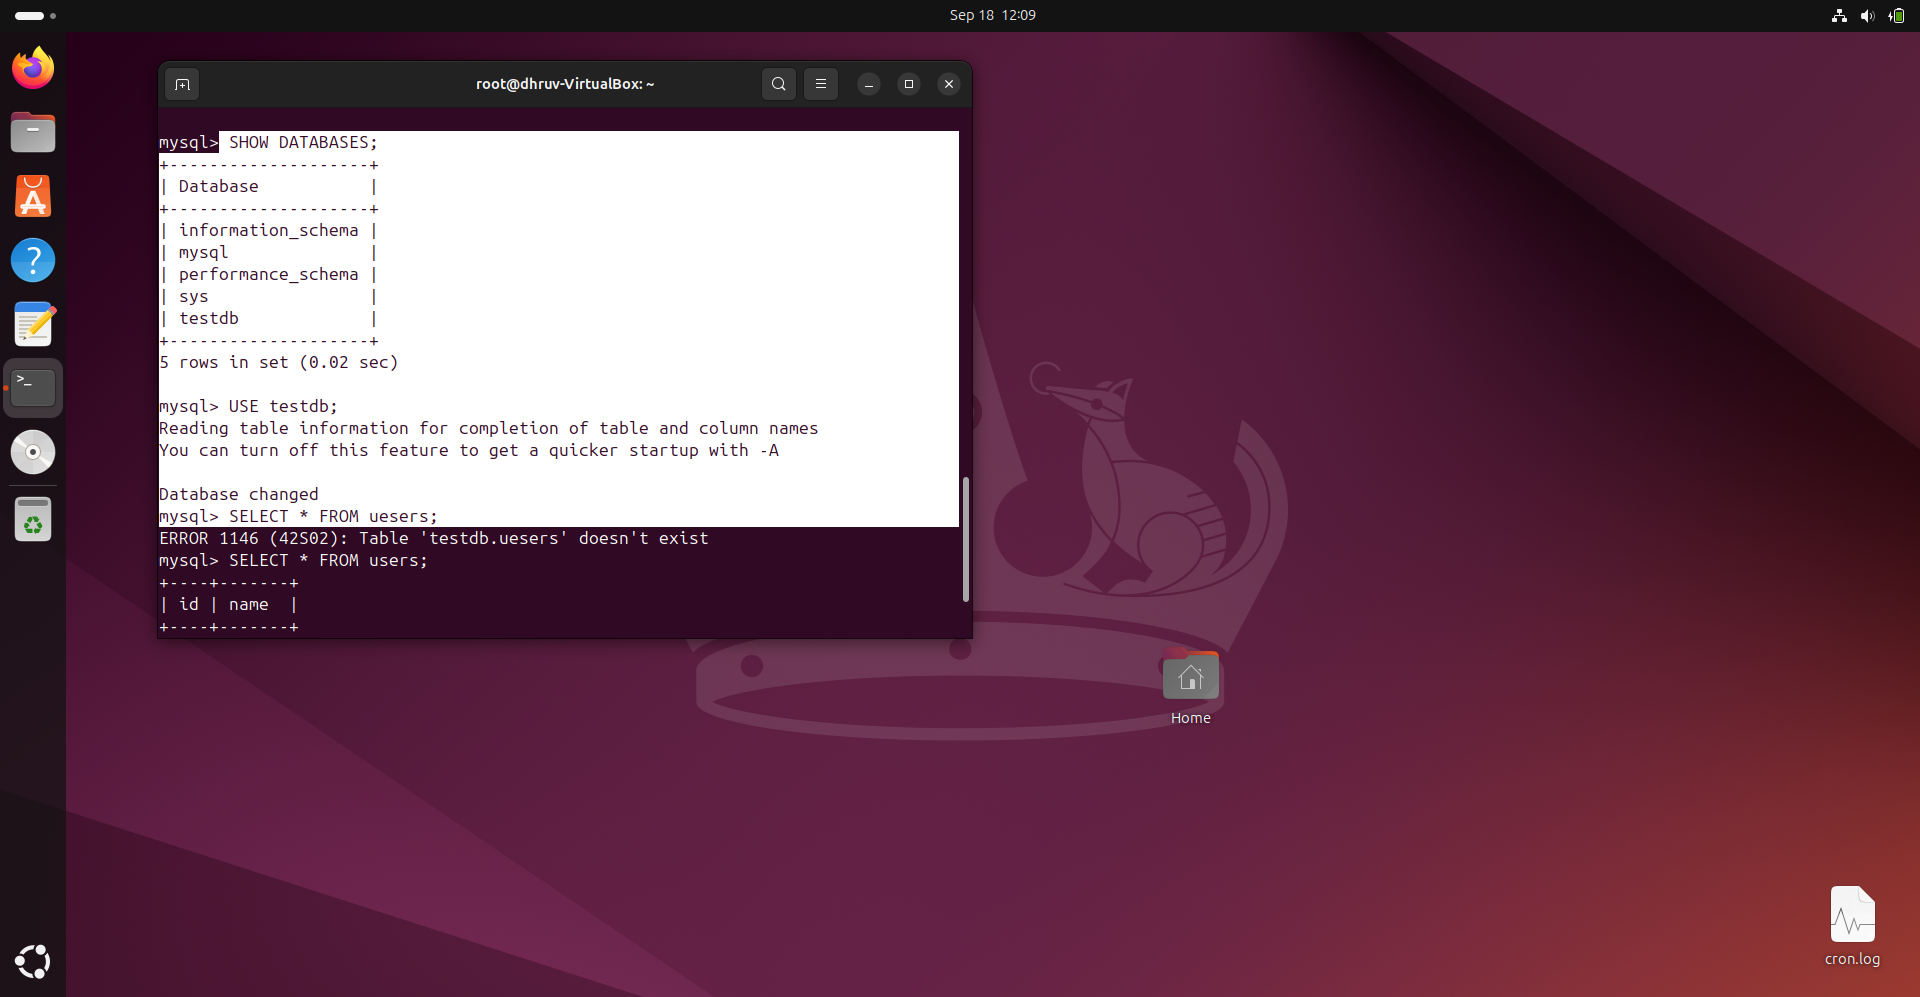 Sep 18 12:09
root@dhruv-VirtualBox: ~
mysql> SHOW DATABASES;
+--------------------+
| Database           |
+--------------------+
| information_schema |
| mysql              |
| performance_schema |
| sys                |
| testdb             |
+--------------------+
5 rows in set (0.02 sec)
mysql> USE testdb;
Reading table information for completion of table and column names
You can turn off this feature to get a quicker startup with -A
Database changed
mysql> SELECT * FROM uesers;
ERROR 1146 (42S02): Table 'testdb.uesers' doesn't exist
mysql> SELECT * FROM users;
+----+-------+
| id | name  |
+----+-------+
Home
cron.log